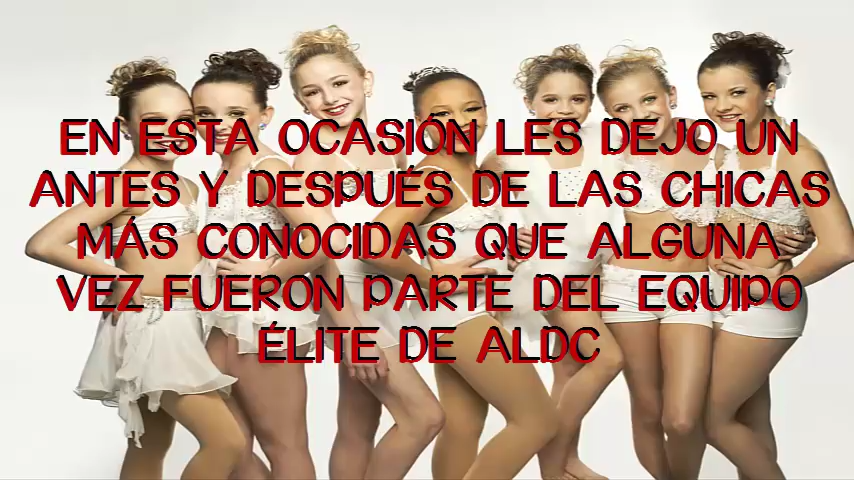 EN ESTA OCASIÓN LES DEJO UN
ANTES Y DESPUÉS DE LAS CHICAS
MÁS CONOCIDAS QUE ALGUNA
VEZ FUERON PARTE DEL EQUIPO
ÉLITE DE ALDC